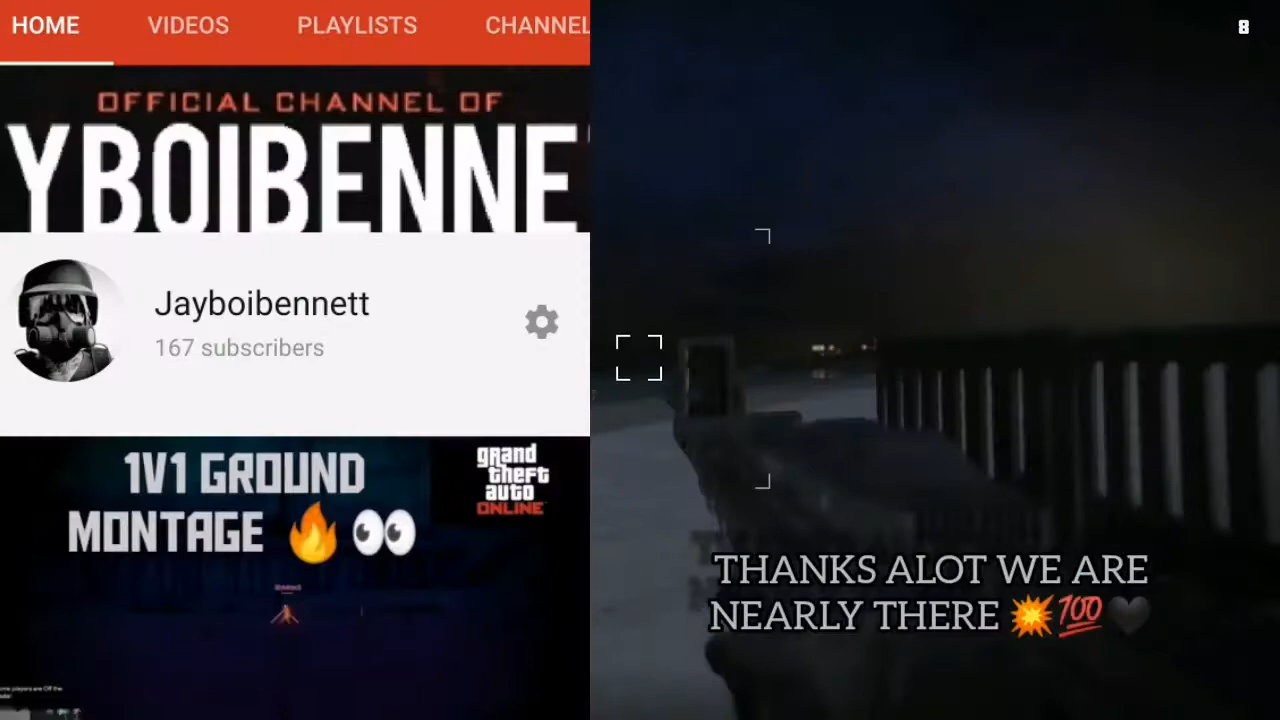 HOME VIDEOS PLAYLISTS CHANNEL
OFFICIAL CHANNEL OF
YBOIBENNE
Jayboibennett
167 subscribers
1V1 GROUND
MONTAGE 🔥 👀
grand
theft
auto
ONLINE
8
THANKS ALOT WE ARE
NEARLY THERE 💥💯🖤